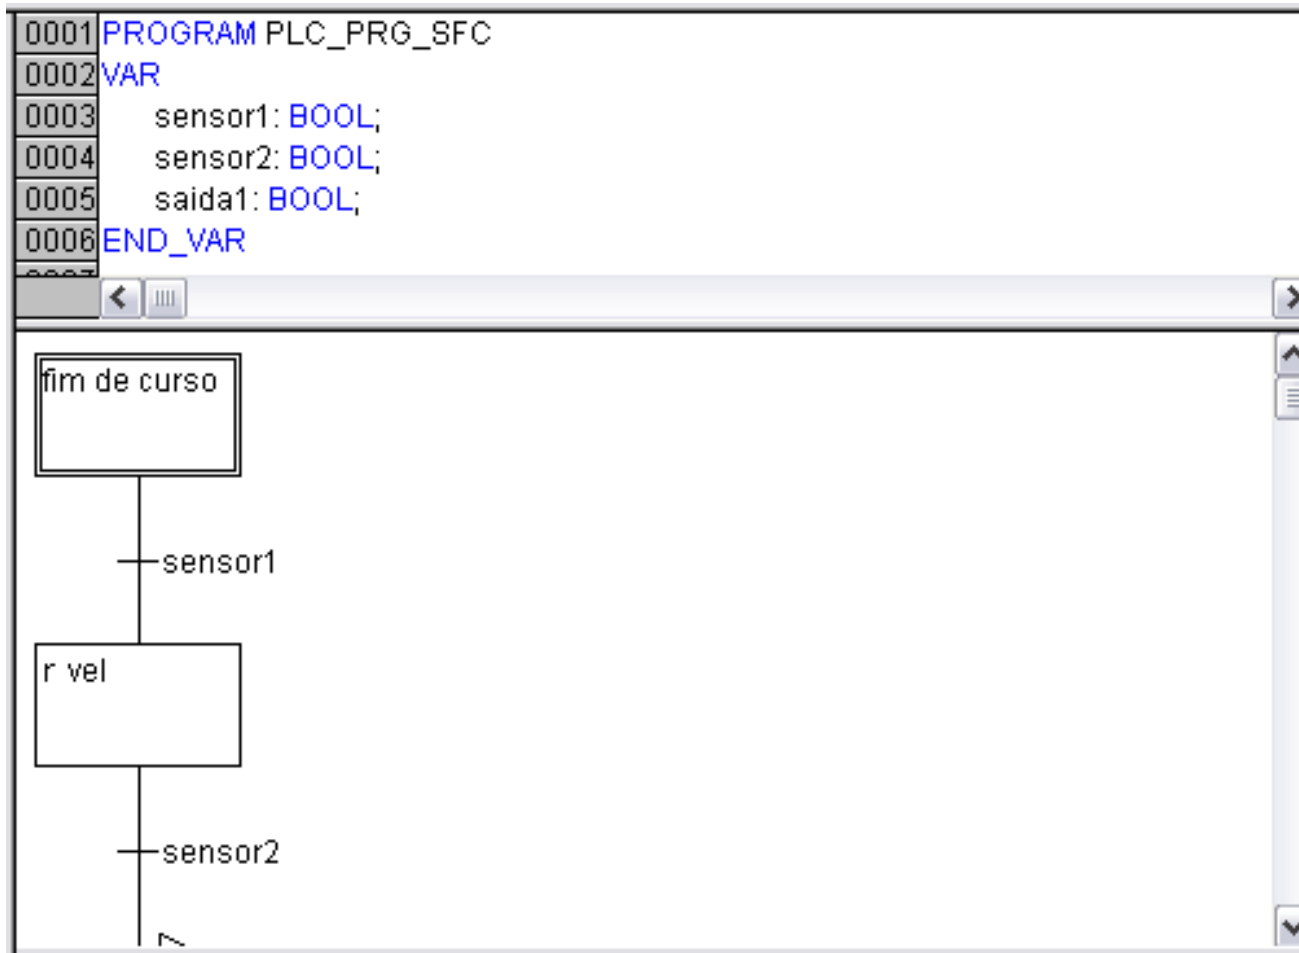 0001 PROGRAM PLC_PRG_SFC
0002 VAR
0003 sensor1: BOOL;
0004 sensor2: BOOL;
0005 saida1: BOOL;
0006 END_VAR
fim de curso
sensor1
r vel
sensor2